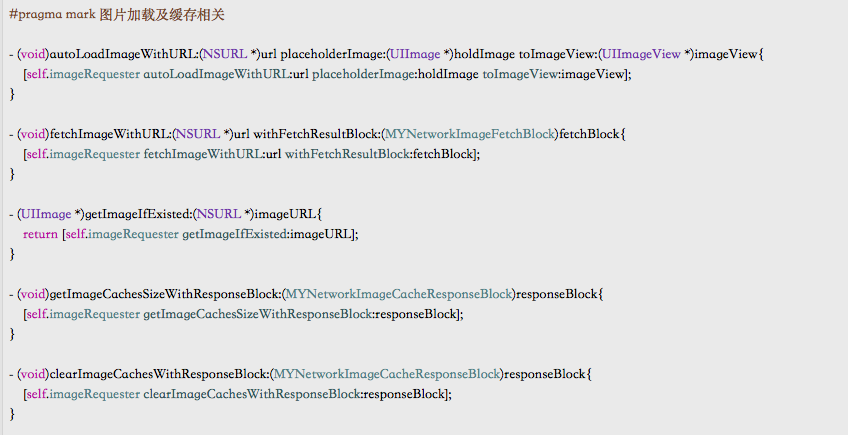 #pragma mark 图片加载及缓存相关
- (void)autoLoadImageWithURL:(NSURL *)url placeholderImage:(UIImage *)holdImage toImageView:(UIImageView *)imageView{
[self.imageRequester autoLoadImageWithURL:url placeholderImage:holdImage toImageView:imageView];
}
- (void)fetchImageWithURL:(NSURL *)url withFetchResultBlock:(MYNetworkImageFetchBlock)fetchBlock{
[self.imageRequester fetchImageWithURL:url withFetchResultBlock:fetchBlock];
}
- (UIImage *)getImageIfExisted:(NSURL *)imageURL{
return [self.imageRequester getImageIfExisted:imageURL];
}
- (void)getImageCachesSizeWithResponseBlock:(MYNetworkImageCacheResponseBlock)responseBlock{
[self.imageRequester getImageCachesSizeWithResponseBlock:responseBlock];
}
- (void)clearImageCachesWithResponseBlock:(MYNetworkImageCacheResponseBlock)responseBlock{
[self.imageRequester clearImageCachesWithResponseBlock:responseBlock];
}